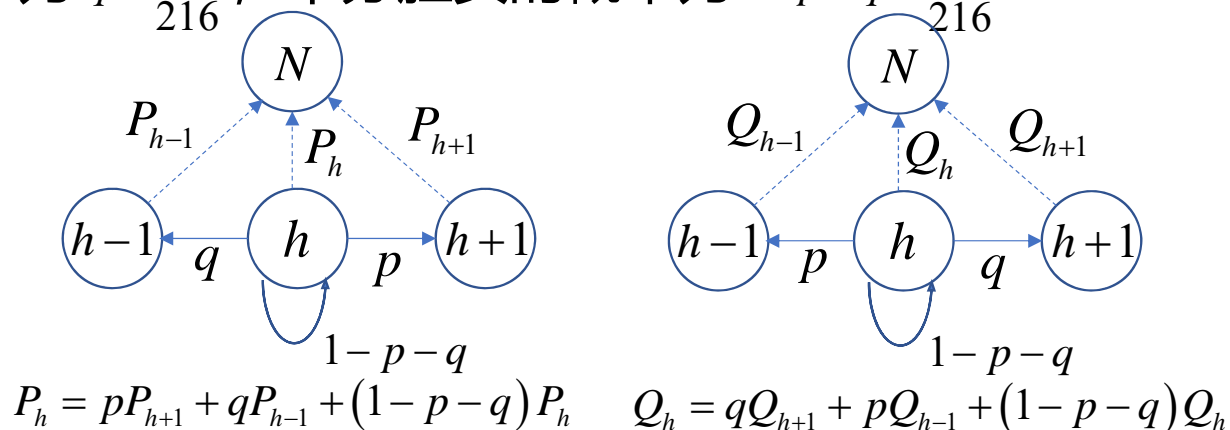 216 216
N N
P_{h-1} P_{h+1} Q_{h-1} Q_{h+1}
P_h Q_h
h-1 h h+1 h-1 h h+1
q p p q
1-p-q 1-p-q
P_h = pP_{h+1} + qP_{h-1} + (1-p-q)P_h Q_h = qQ_{h+1} + pQ_{h-1} + (1-p-q)Q_h